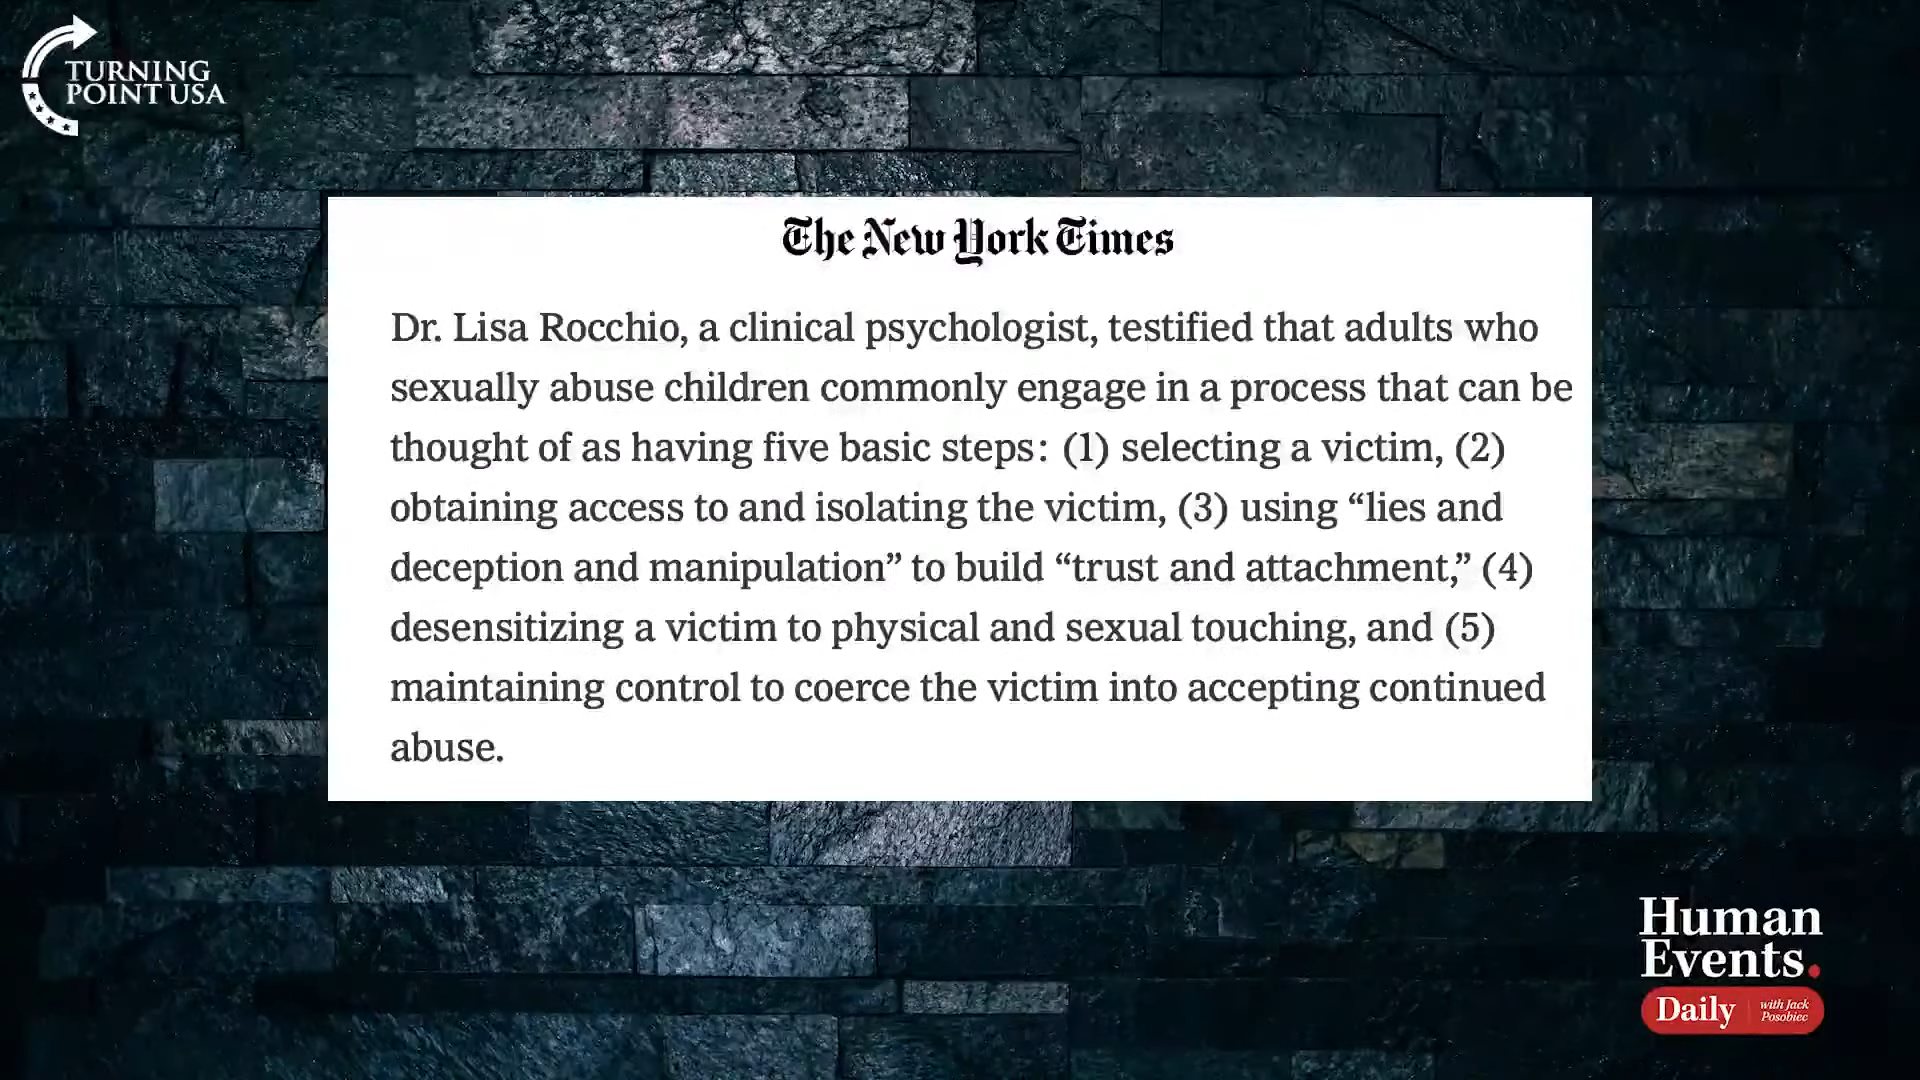 TURNING
POINT USA
The New York Times
Dr. Lisa Rocchio, a clinical psychologist, testified that adults who
sexually abuse children commonly engage in a process that can be
thought of as having five basic steps: (1) selecting a victim, (2)
obtaining access to and isolating the victim, (3) using “lies and
deception and manipulation” to build “trust and attachment,” (4)
desensitizing a victim to physical and sexual touching, and (5)
maintaining control to coerce the victim into accepting continued
abuse.
Human
Events.
Daily
with Jack
Posobiec